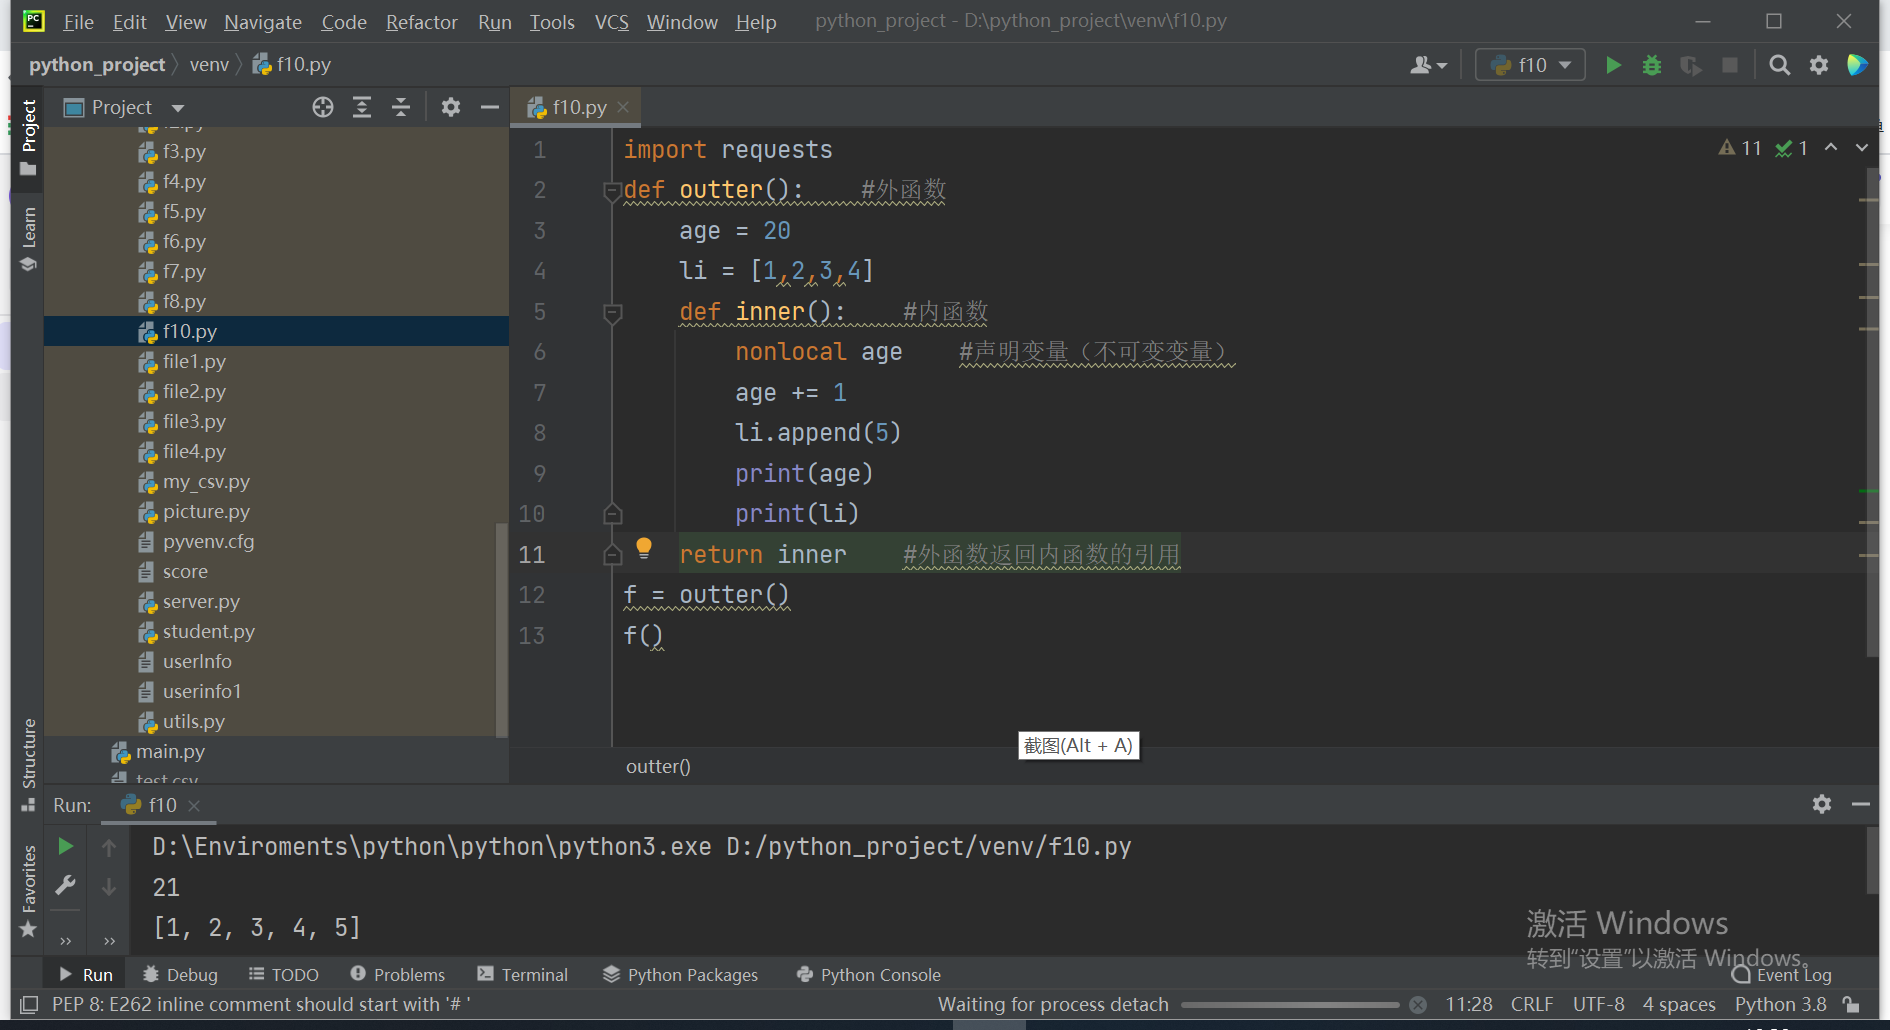 File Edit View Navigate Code Refactor Run Tools VCS Window Help python_project - D:\python_project\venv\f10.py
python_project venv f10.py
f10
Project
Project
f10.py
f2.py
f3.py
f4.py
f5.py
f6.py
f7.py
f8.py
f10.py
file1.py
file2.py
file3.py
file4.py
my_csv.py
picture.py
pyvenv.cfg
score
server.py
student.py
userInfo
userinfo1
utils.py
main.py
test.csv
Learn
Structure
Favorites
11 1
1 import requests
2 def outter():    #外函数
3     age = 20
4     li = [1,2,3,4]
5     def inner():    #内函数
6         nonlocal age    #声明变量（不可变变量）
7         age += 1
8         li.append(5)
9         print(age)
10         print(li)
11     return inner    #外函数返回内函数的引用
12 f = outter()
13 f()
截图(Alt + A)
outter()
Run: f10
D:\Enviroments\python\python\python3.exe D:/python_project/venv/f10.py
21
[1, 2, 3, 4, 5]
激活 Windows
转到“设置”以激活 Windows。
Run Debug TODO Problems Terminal Python Packages Python Console Event Log
PEP 8: E262 inline comment should start with '# ' Waiting for process detach 11:28 CRLF UTF-8 4 spaces Python 3.8